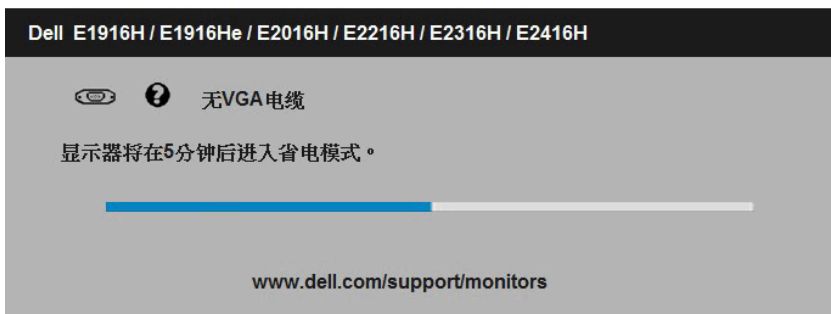 Dell E1916H / E1916He / E2016H / E2216H / E2316H / E2416H
无VGA电缆
显示器将在5分钟后进入省电模式。
www.dell.com/support/monitors